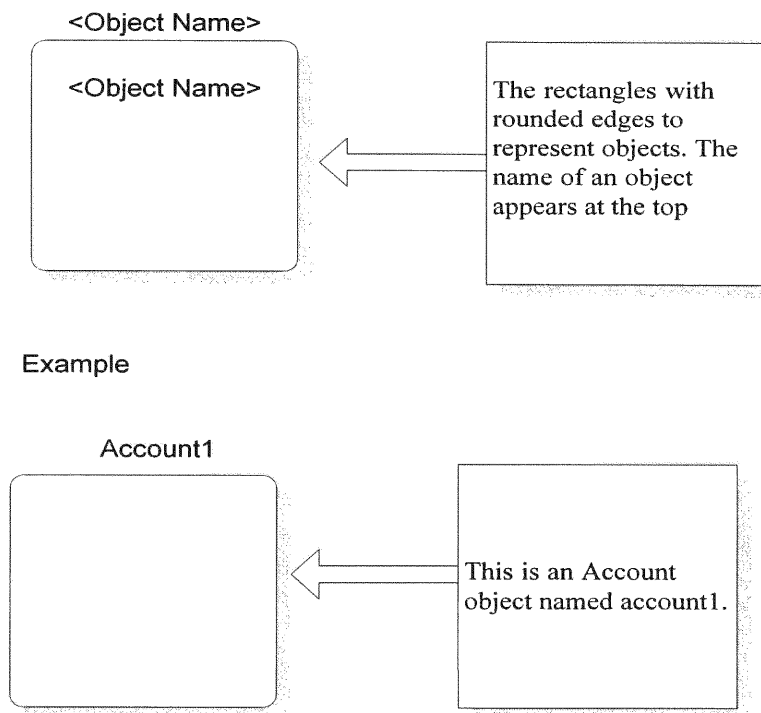 <Object Name>
<Object Name>
The rectangles with
rounded edges to
represent objects. The
name of an object
appears at the top
Example
Account1
This is an Account
object named account1.